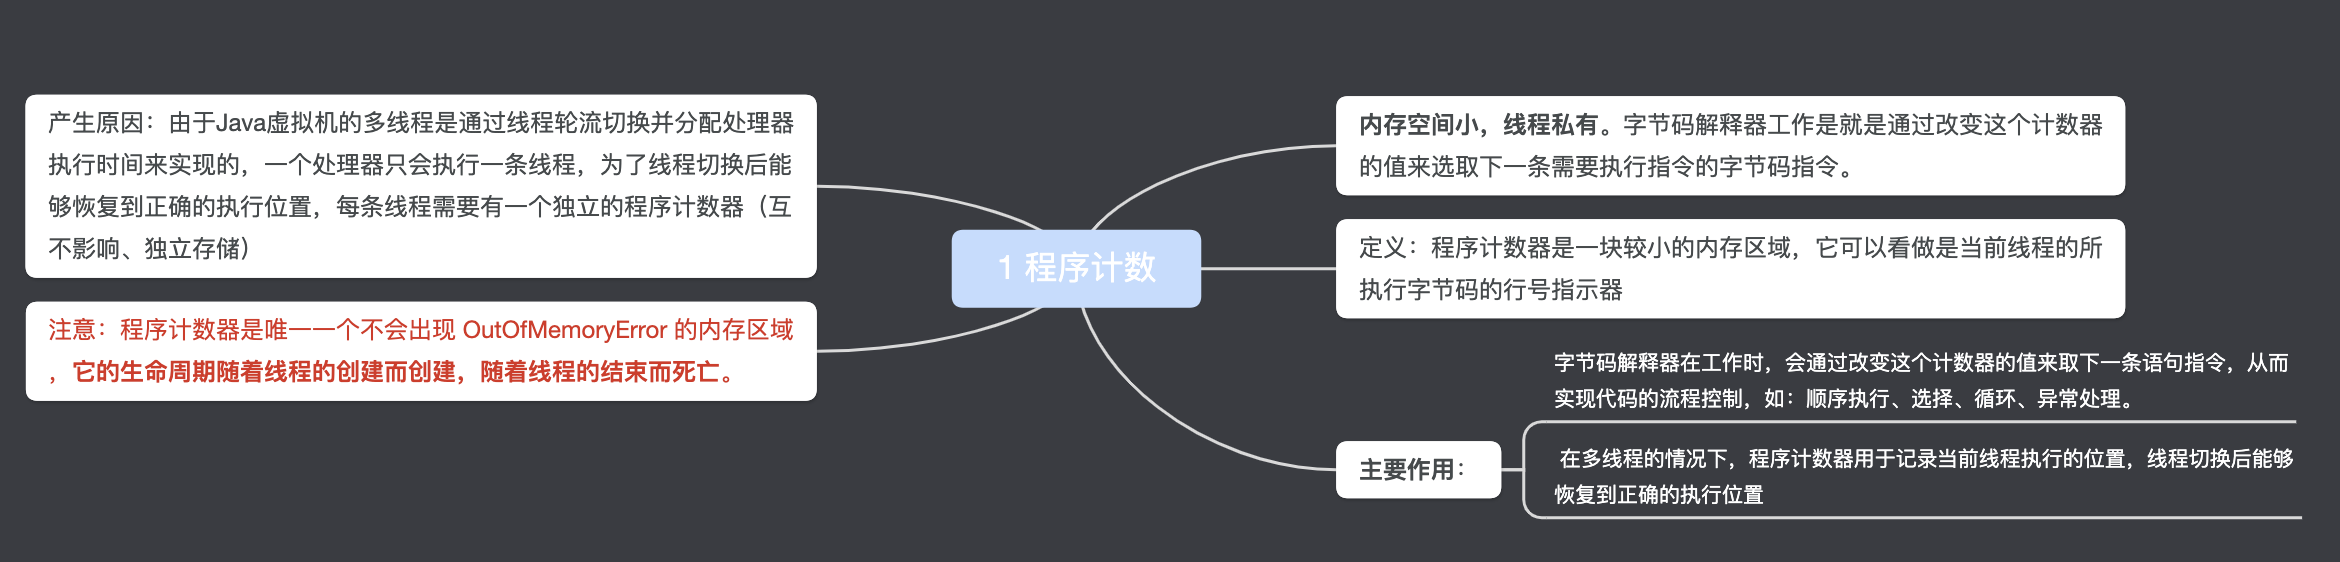 产生原因：由于Java虚拟机的多线程是通过线程轮流切换并分配处理器
执行时间来实现的，一个处理器只会执行一条线程，为了线程切换后能
够恢复到正确的执行位置，每条线程需要有一个独立的程序计数器（互
不影响、独立存储）
注意：程序计数器是唯一一个不会出现 OutOfMemoryError 的内存区域
，它的生命周期随着线程的创建而创建，随着线程的结束而死亡。
1 程序计数
内存空间小，线程私有。字节码解释器工作是就是通过改变这个计数器
的值来选取下一条需要执行指令的字节码指令。
定义：程序计数器是一块较小的内存区域，它可以看做是当前线程的所
执行字节码的行号指示器
主要作用：
字节码解释器在工作时，会通过改变这个计数器的值来取下一条语句指令，从而
实现代码的流程控制，如：顺序执行、选择、循环、异常处理。
在多线程的情况下，程序计数器用于记录当前线程执行的位置，线程切换后能够
恢复到正确的执行位置